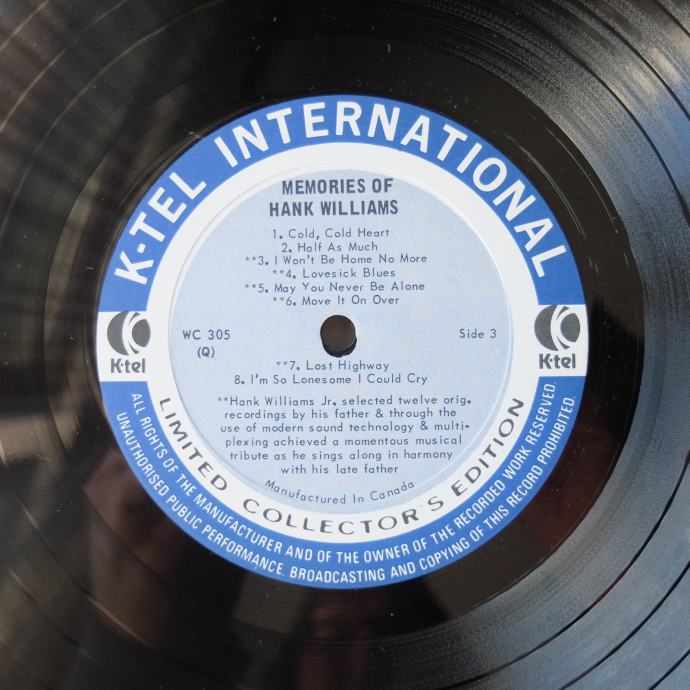 K-TEL INTERNATIONAL
MEMORIES OF
HANK WILLIAMS
1. Cold, Cold Heart
2. Half As Much
**3. I Won't Be Home No More
**4. Lovesick Blues
**5. May You Never Be Alone
**6. Move It On Over
WC 305
(Q)
Side 3
K-tel
K-tel
**7. Lost Highway
8. I'm So Lonesome I Could Cry
**Hank Williams Jr. selected twelve orig.
recordings by his father & through the
use of modern sound technology & multi-
plexing achieved a momentous musical
tribute as he sings along in harmony
with his late father
Manufactured In Canada
LIMITED COLLECTOR'S EDITION
ALL RIGHTS OF THE MANUFACTURER AND OF THE OWNER OF THE RECORDED WORK RESERVED.
UNAUTHORISED PUBLIC PERFORMANCE. BROADCASTING AND COPYING OF THIS RECORD PROHIBITED.